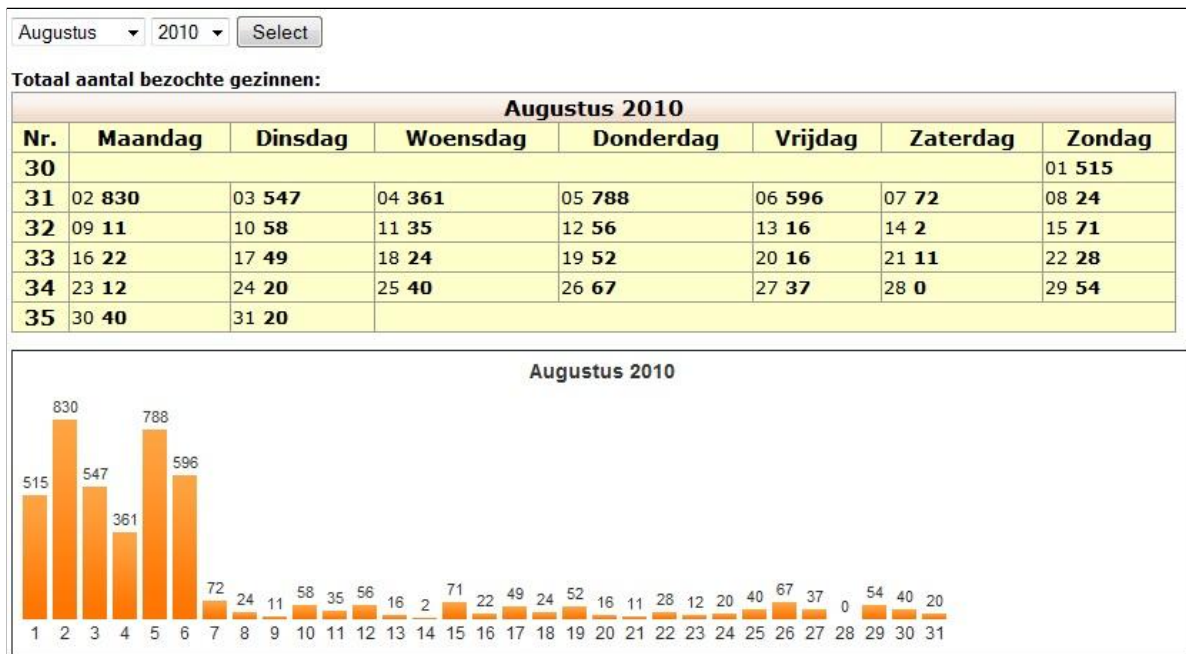 Augustus 2010 Select
Totaal aantal bezochte gezinnen:
Augustus 2010
Nr. Maandag Dinsdag Woensdag Donderdag Vrijdag Zaterdag Zondag
30 01 515
31 02 830 03 547 04 361 05 788 06 596 07 72 08 24
32 09 11 10 58 11 35 12 56 13 16 14 2 15 71
33 16 22 17 49 18 24 19 52 20 16 21 11 22 28
34 23 12 24 20 25 40 26 67 27 37 28 0 29 54
35 30 40 31 20
Augustus 2010
515 830 547 361 788 596 72 24 11 58 35 56 16 2 71 22 49 24 52 16 11 28 12 20 40 67 37 0 54 40 20
1 2 3 4 5 6 7 8 9 10 11 12 13 14 15 16 17 18 19 20 21 22 23 24 25 26 27 28 29 30 31